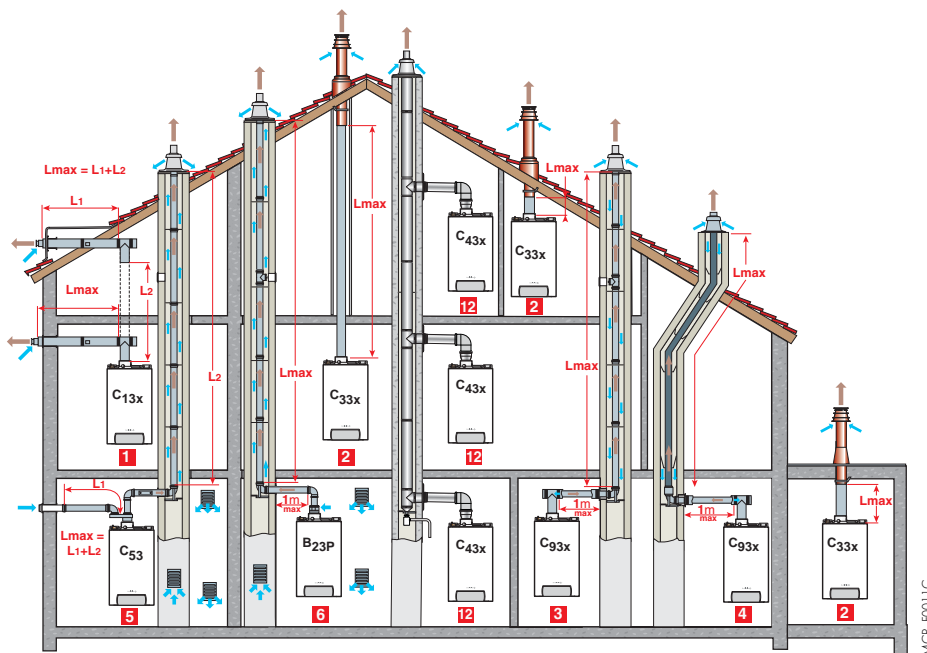 Lmax = L1+L2
L1
Lmax
L2
C13x
1
L2
Lmax
Lmax
C33x
2
C43x
12
C33x
2
Lmax
C43x
12
Lmax
Lmax
L1
Lmax =
L1+L2
C53
5
1m
max
B23P
6
C43x
12
1m
max
C93x
3
1m
max
C93x
4
Lmax
C33x
2